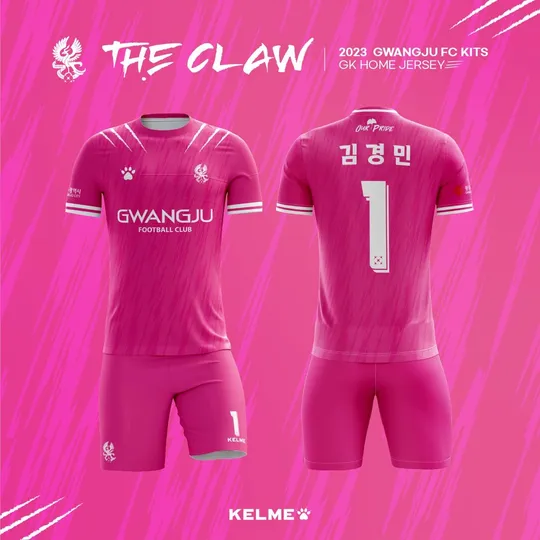 THE CLAW
2023 GWANGJU FC KITS
GK HOME JERSEY
OUR PRIDE
김경민
1
GWANGJU
FOOTBALL CLUB
1
KELME
KELME